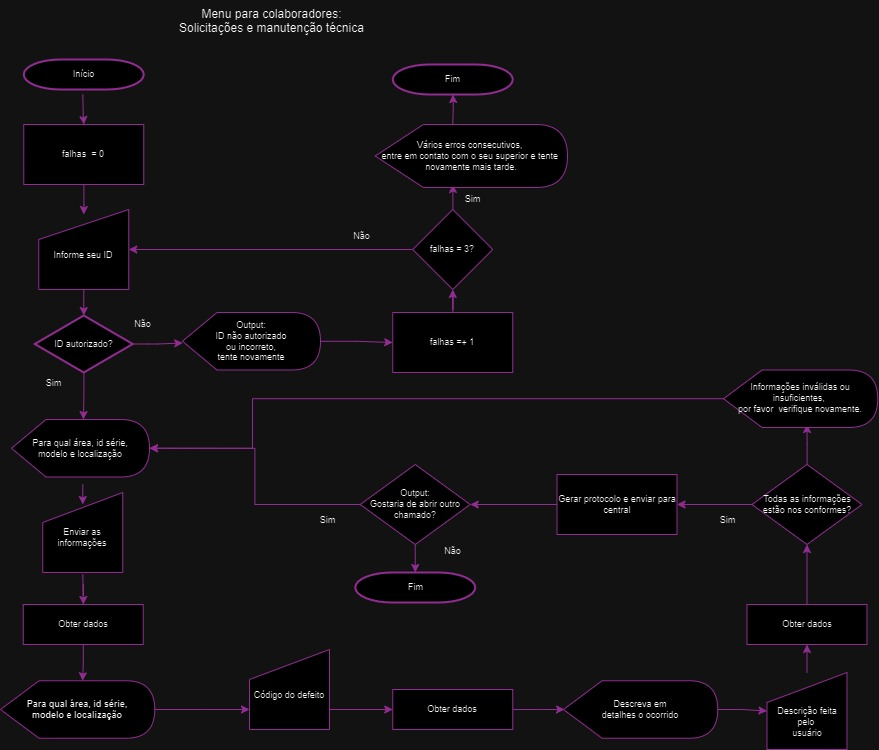 Menu para colaboradores:
Solicitações e manutenção técnica
Início
Fim
falhas = 0
Vários erros consecutivos,
entre em contato com o seu superior e tente
novamente mais tarde.
Sim
Não
falhas = 3?
Informe seu ID
Não
Output:
ID não autorizado
ou incorreto,
tente novamente
falhas =+ 1
ID autorizado?
Sim
Informações inválidas ou
insuficientes,
por favor verifique novamente.
Para qual área, id série,
modelo e localização
Output:
Gostaria de abrir outro
chamado?
Gerar protocolo e enviar para
central
Todas as informações
estão nos conformes?
Sim
Sim
Enviar as
informações
Não
Fim
Obter dados
Obter dados
Para qual área, id série,
modelo e localização
Código do defeito
Obter dados
Descreva em
detalhes o ocorrido
Descrição feita
pelo
usuário